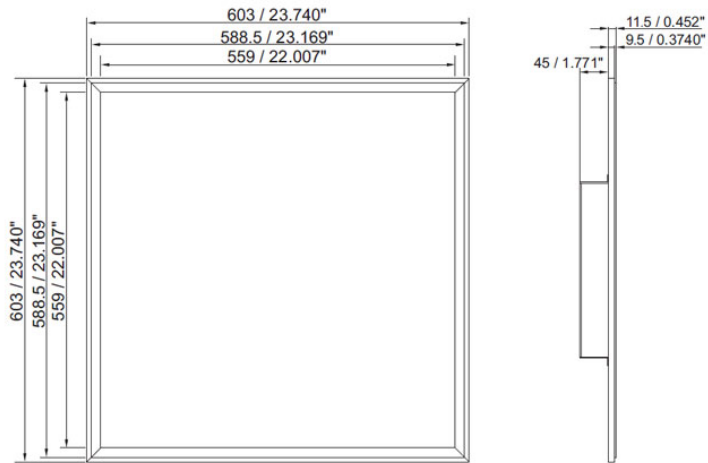 603 / 23.740"
588.5 / 23.169"
559 / 22.007"
603 / 23.740"
588.5 / 23.169"
559 / 22.007"
11.5 / 0.452"
9.5 / 0.3740"
45 / 1.771"